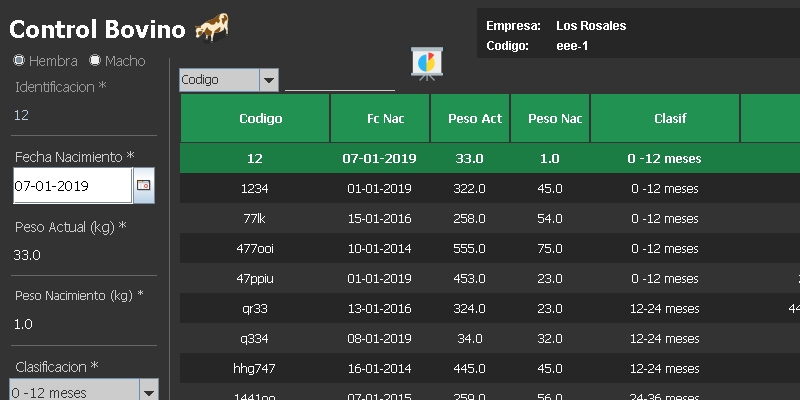 Control Bovino
Empresa: Los Rosales
Codigo: eee-1
Hembra Macho
Identificacion *
12
Fecha Nacimiento *
07-01-2019
Peso Actual (kg) *
33.0
Peso Nacimiento (kg) *
1.0
Clasificacion *
0 -12 meses
Codigo
Codigo Fc Nac Peso Act Peso Nac Clasif
12 07-01-2019 33.0 1.0 0 -12 meses
1234 01-01-2019 322.0 45.0 0 -12 meses
77lk 15-01-2016 258.0 54.0 0 -12 meses
477ooi 10-01-2014 555.0 75.0 0 -12 meses
47ppiu 01-01-2019 453.0 23.0 0 -12 meses
qr33 13-01-2016 324.0 23.0 12-24 meses 44
q334 08-01-2019 34.0 32.0 12-24 meses
hhg747 16-01-2014 445.0 45.0 12-24 meses
1441oo 07-01-2015 259.0 56.0 24-36 meses